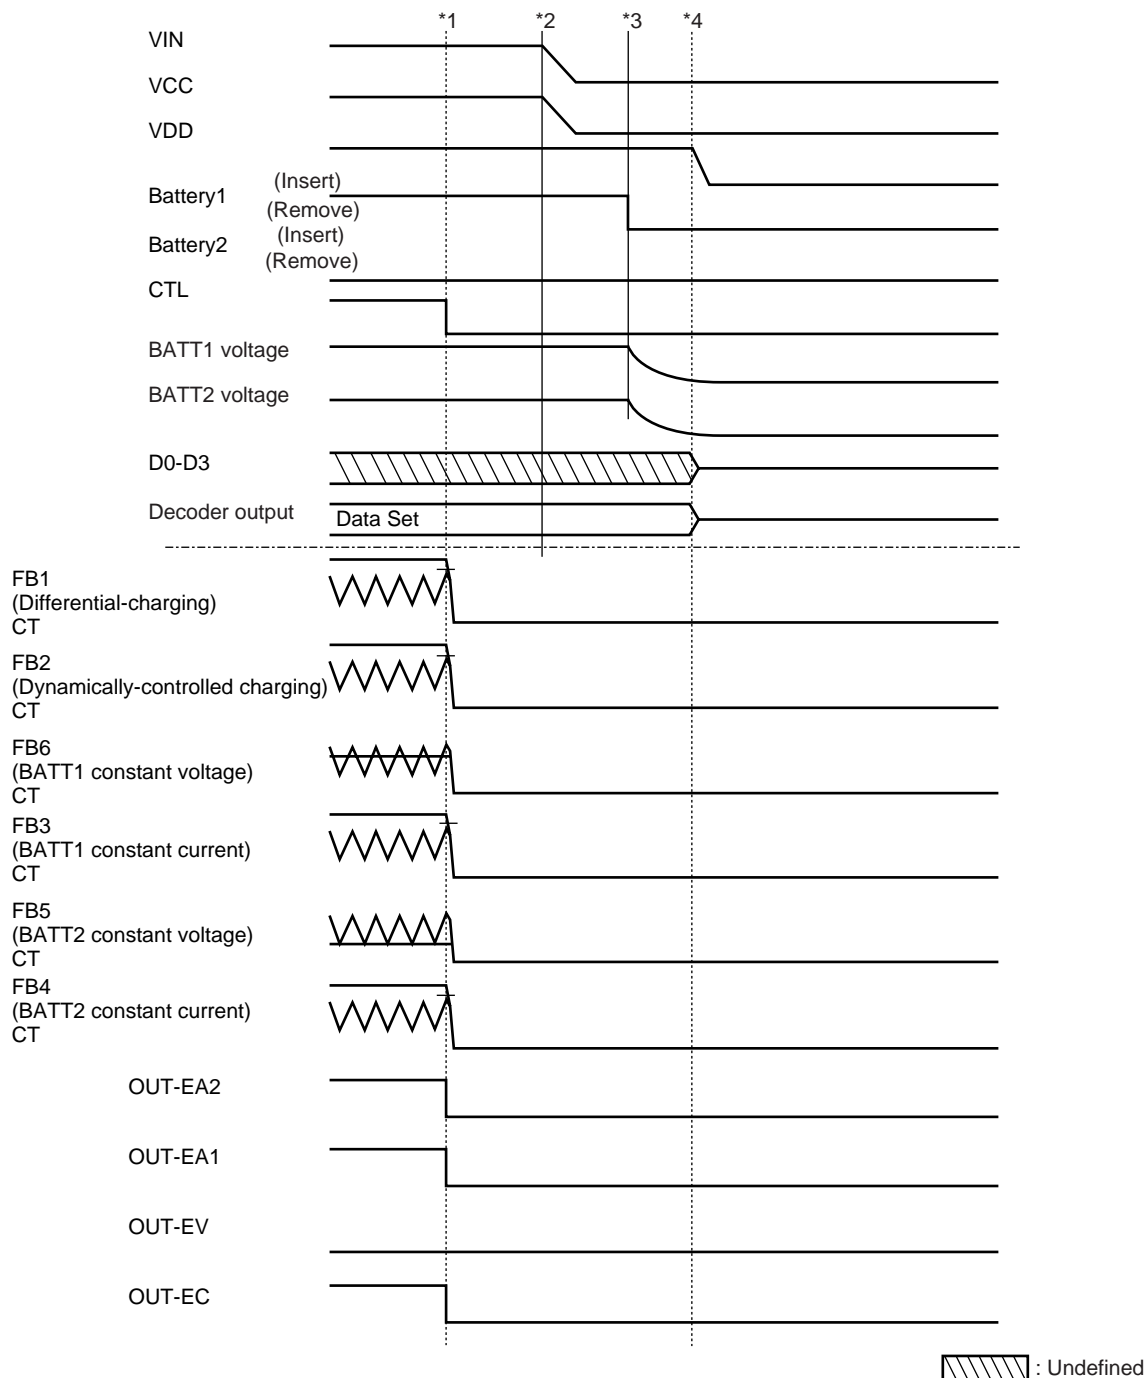 *1 *2 *3 *4
VIN
VCC
VDD
(Insert)
Battery1
(Remove)
(Insert)
Battery2
(Remove)
CTL
BATT1 voltage
BATT2 voltage
D0-D3
Decoder output
Data Set
FB1
(Differential-charging)
CT
FB2
(Dynamically-controlled charging)
CT
FB6
(BATT1 constant voltage)
CT
FB3
(BATT1 constant current)
CT
FB5
(BATT2 constant voltage)
CT
FB4
(BATT2 constant current)
CT
OUT-EA2
OUT-EA1
OUT-EV
OUT-EC
: Undefined